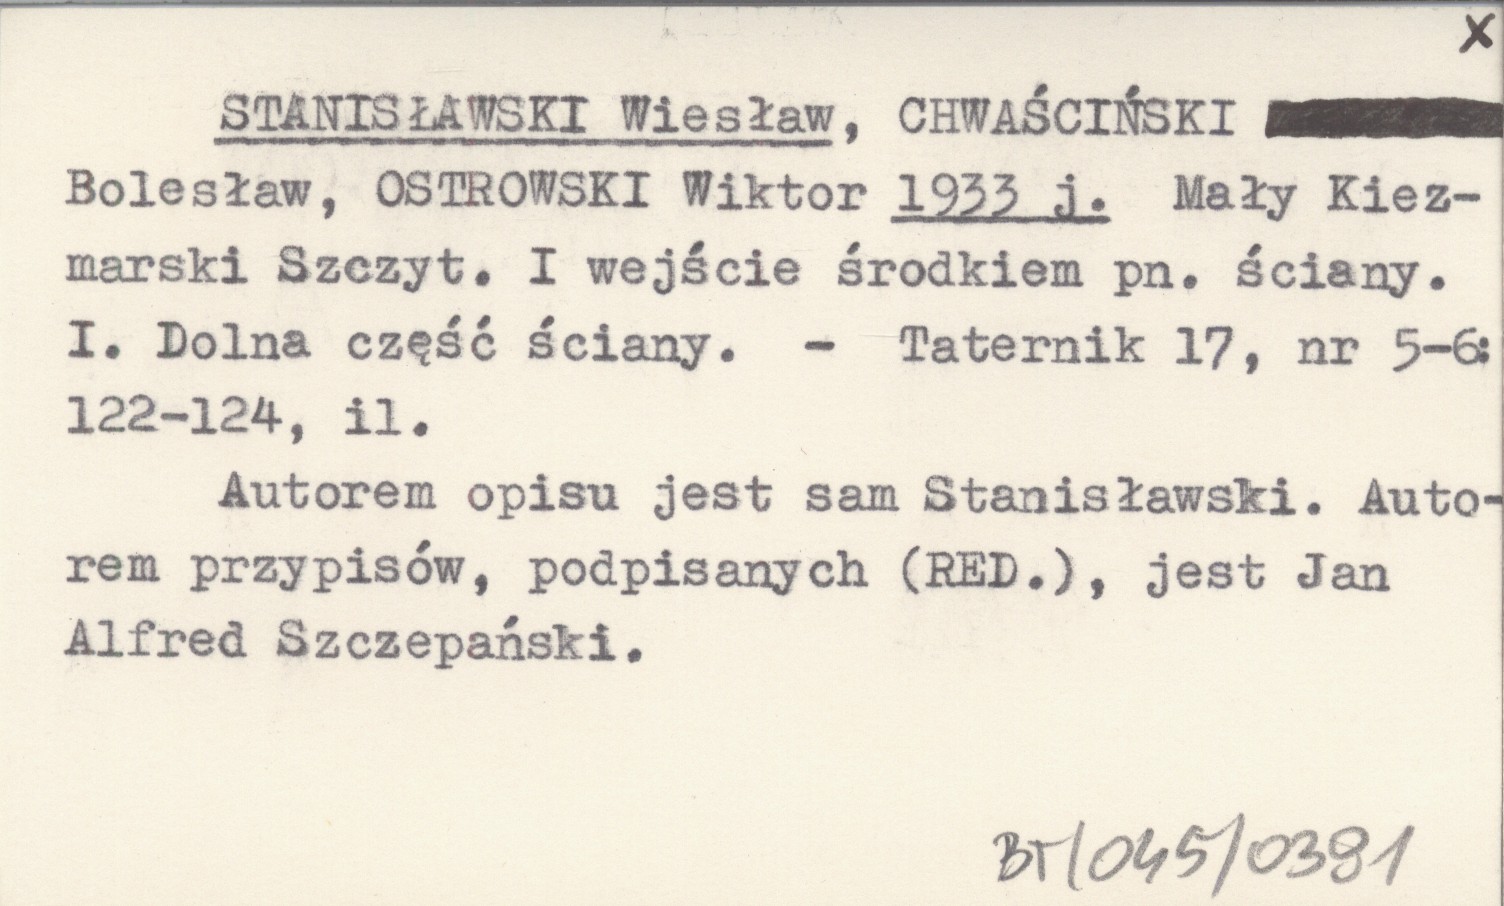 x
STANISŁAWSKI Wiesław, CHWAŚCIŃSKI
Bolesław, OSTROWSKI Wiktor 1933 j. Mały Kiez-
marski Szczyt. I wejście środkiem pn. ściany.
I. Dolna część ściany. - Taternik 17, nr 5-6:
122-124, il.
Autorem opisu jest sam Stanisławski. Auto-
rem przypisów, podpisanych (RED.), jest Jan
Alfred Szczepański.
BT/045/0391